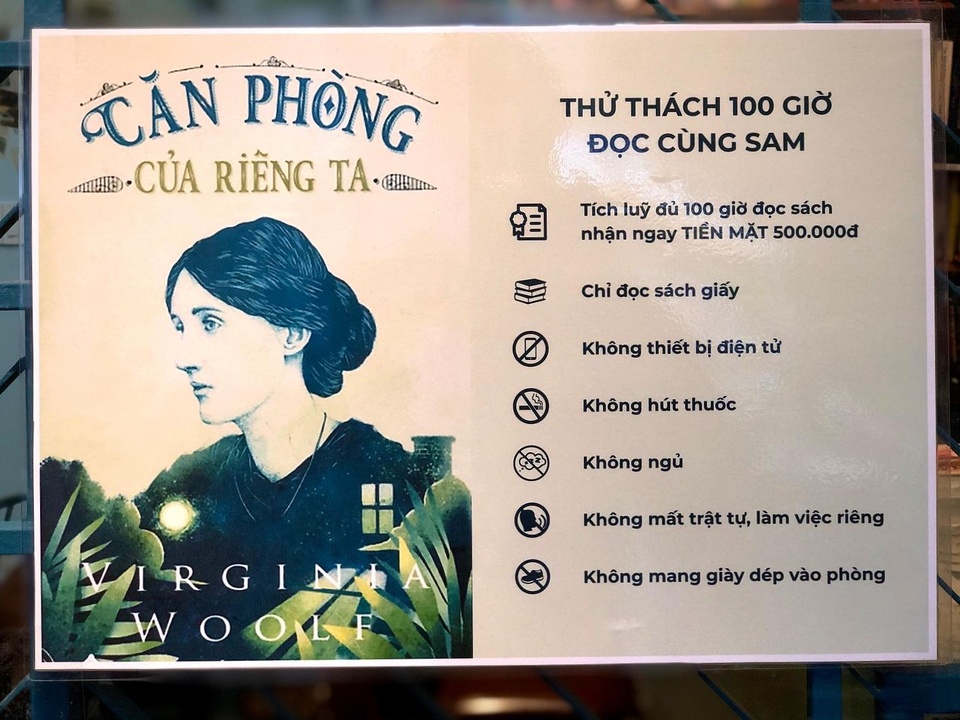 CĂN PHÒNG
CỦA RIÊNG TA
VIRGINIA
WOOLF
THỬ THÁCH 100 GIỜ
ĐỌC CÙNG SAM
Tích luỹ đủ 100 giờ đọc sách
nhận ngay TIỀN MẶT 500.000đ
Chỉ đọc sách giấy
Không thiết bị điện tử
Không hút thuốc
Không ngủ
Không mất trật tự, làm việc riêng
Không mang giày dép vào phòng